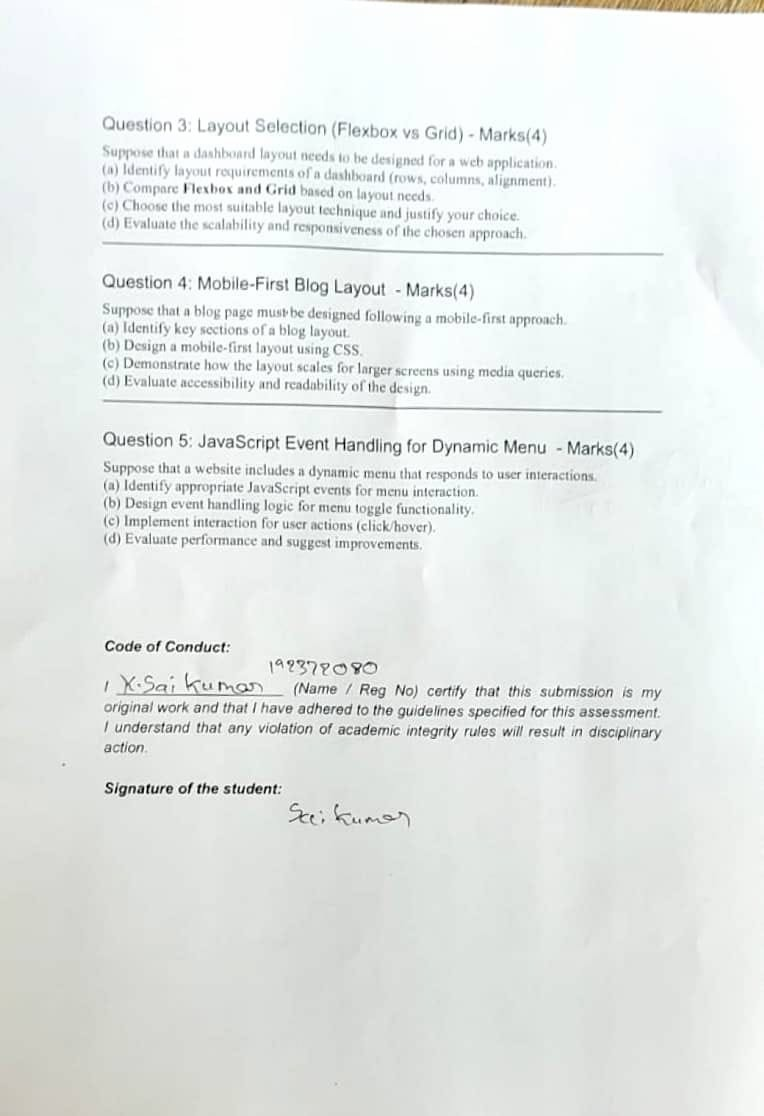 Question 3: Layout Selection (Flexbox vs Grid) - Marks(4)
Suppose that a dashboard layout needs to be designed for a web application.
(a) Identify layout requirements of a dashboard (rows, columns, alignment).
(b) Compare Flexbox and Grid based on layout needs.
(c) Choose the most suitable layout technique and justify your choice.
(d) Evaluate the scalability and responsiveness of the chosen approach.
Question 4: Mobile-First Blog Layout - Marks(4)
Suppose that a blog page must be designed following a mobile-first approach.
(a) Identify key sections of a blog layout.
(b) Design a mobile-first layout using CSS.
(c) Demonstrate how the layout scales for larger screens using media queries.
(d) Evaluate accessibility and readability of the design.
Question 5: JavaScript Event Handling for Dynamic Menu - Marks(4)
Suppose that a website includes a dynamic menu that responds to user interactions.
(a) Identify appropriate JavaScript events for menu interaction.
(b) Design event handling logic for menu toggle functionality.
(c) Implement interaction for user actions (click/hover).
(d) Evaluate performance and suggest improvements.
Code of Conduct:
192372080
I K.Sai Kumar (Name / Reg No) certify that this submission is my
original work and that I have adhered to the guidelines specified for this assessment.
I understand that any violation of academic integrity rules will result in disciplinary
action.
Signature of the student:
Sai Kumar